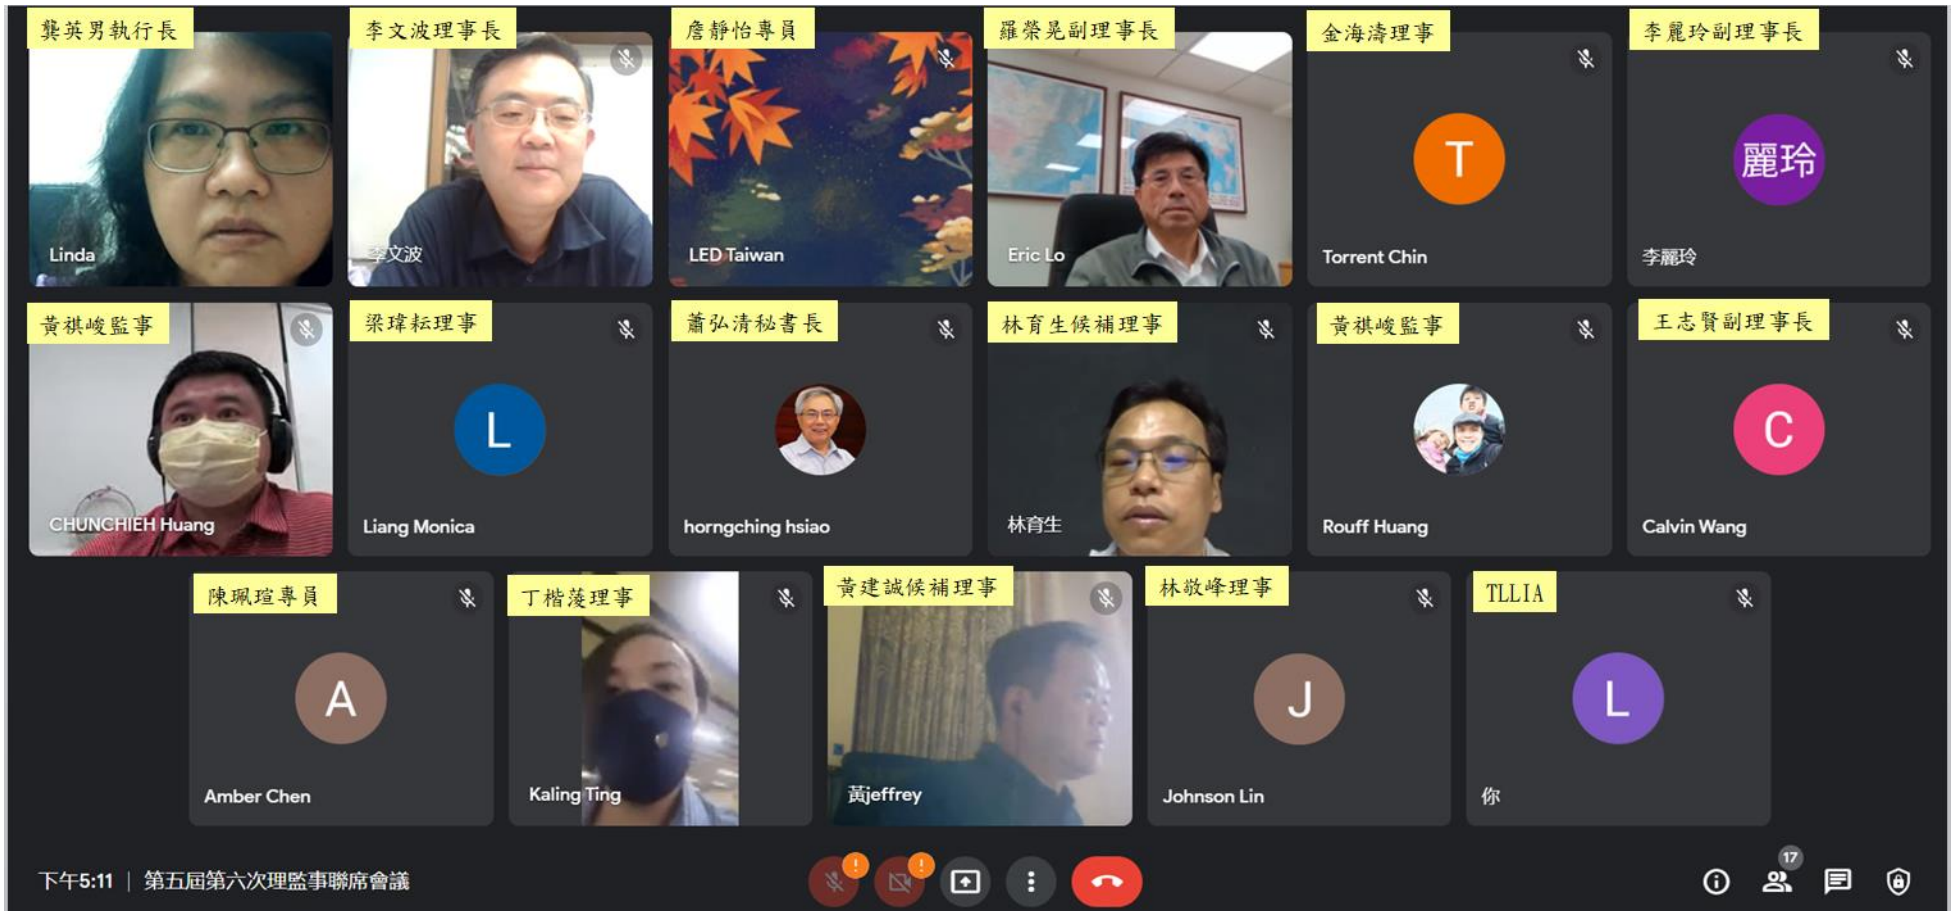 龔英男執行長
李文波理事長
詹靜怡專員
羅榮晃副理事長
金海濤理事
李麗玲副理事長
T
麗玲
Linda
李文波
LED Taiwan
Eric Lo
Torrent Chin
李麗玲
黃祺峻監事
梁瑋耘理事
蕭弘清秘書長
林育生候補理事
黃祺峻監事
王志賢副理事長
L
C
CHUNCHIEH Huang
Liang Monica
horngching hsiao
林育生
Rouff Huang
Calvin Wang
陳珮瑄專員
丁楷蓤理事
黃建誠候補理事
林敬峰理事
TLLIA
A
J
L
Amber Chen
Kaling Ting
黃jeffrey
Johnson Lin
你
下午5:11 | 第五屆第六次理監事聯席會議
17